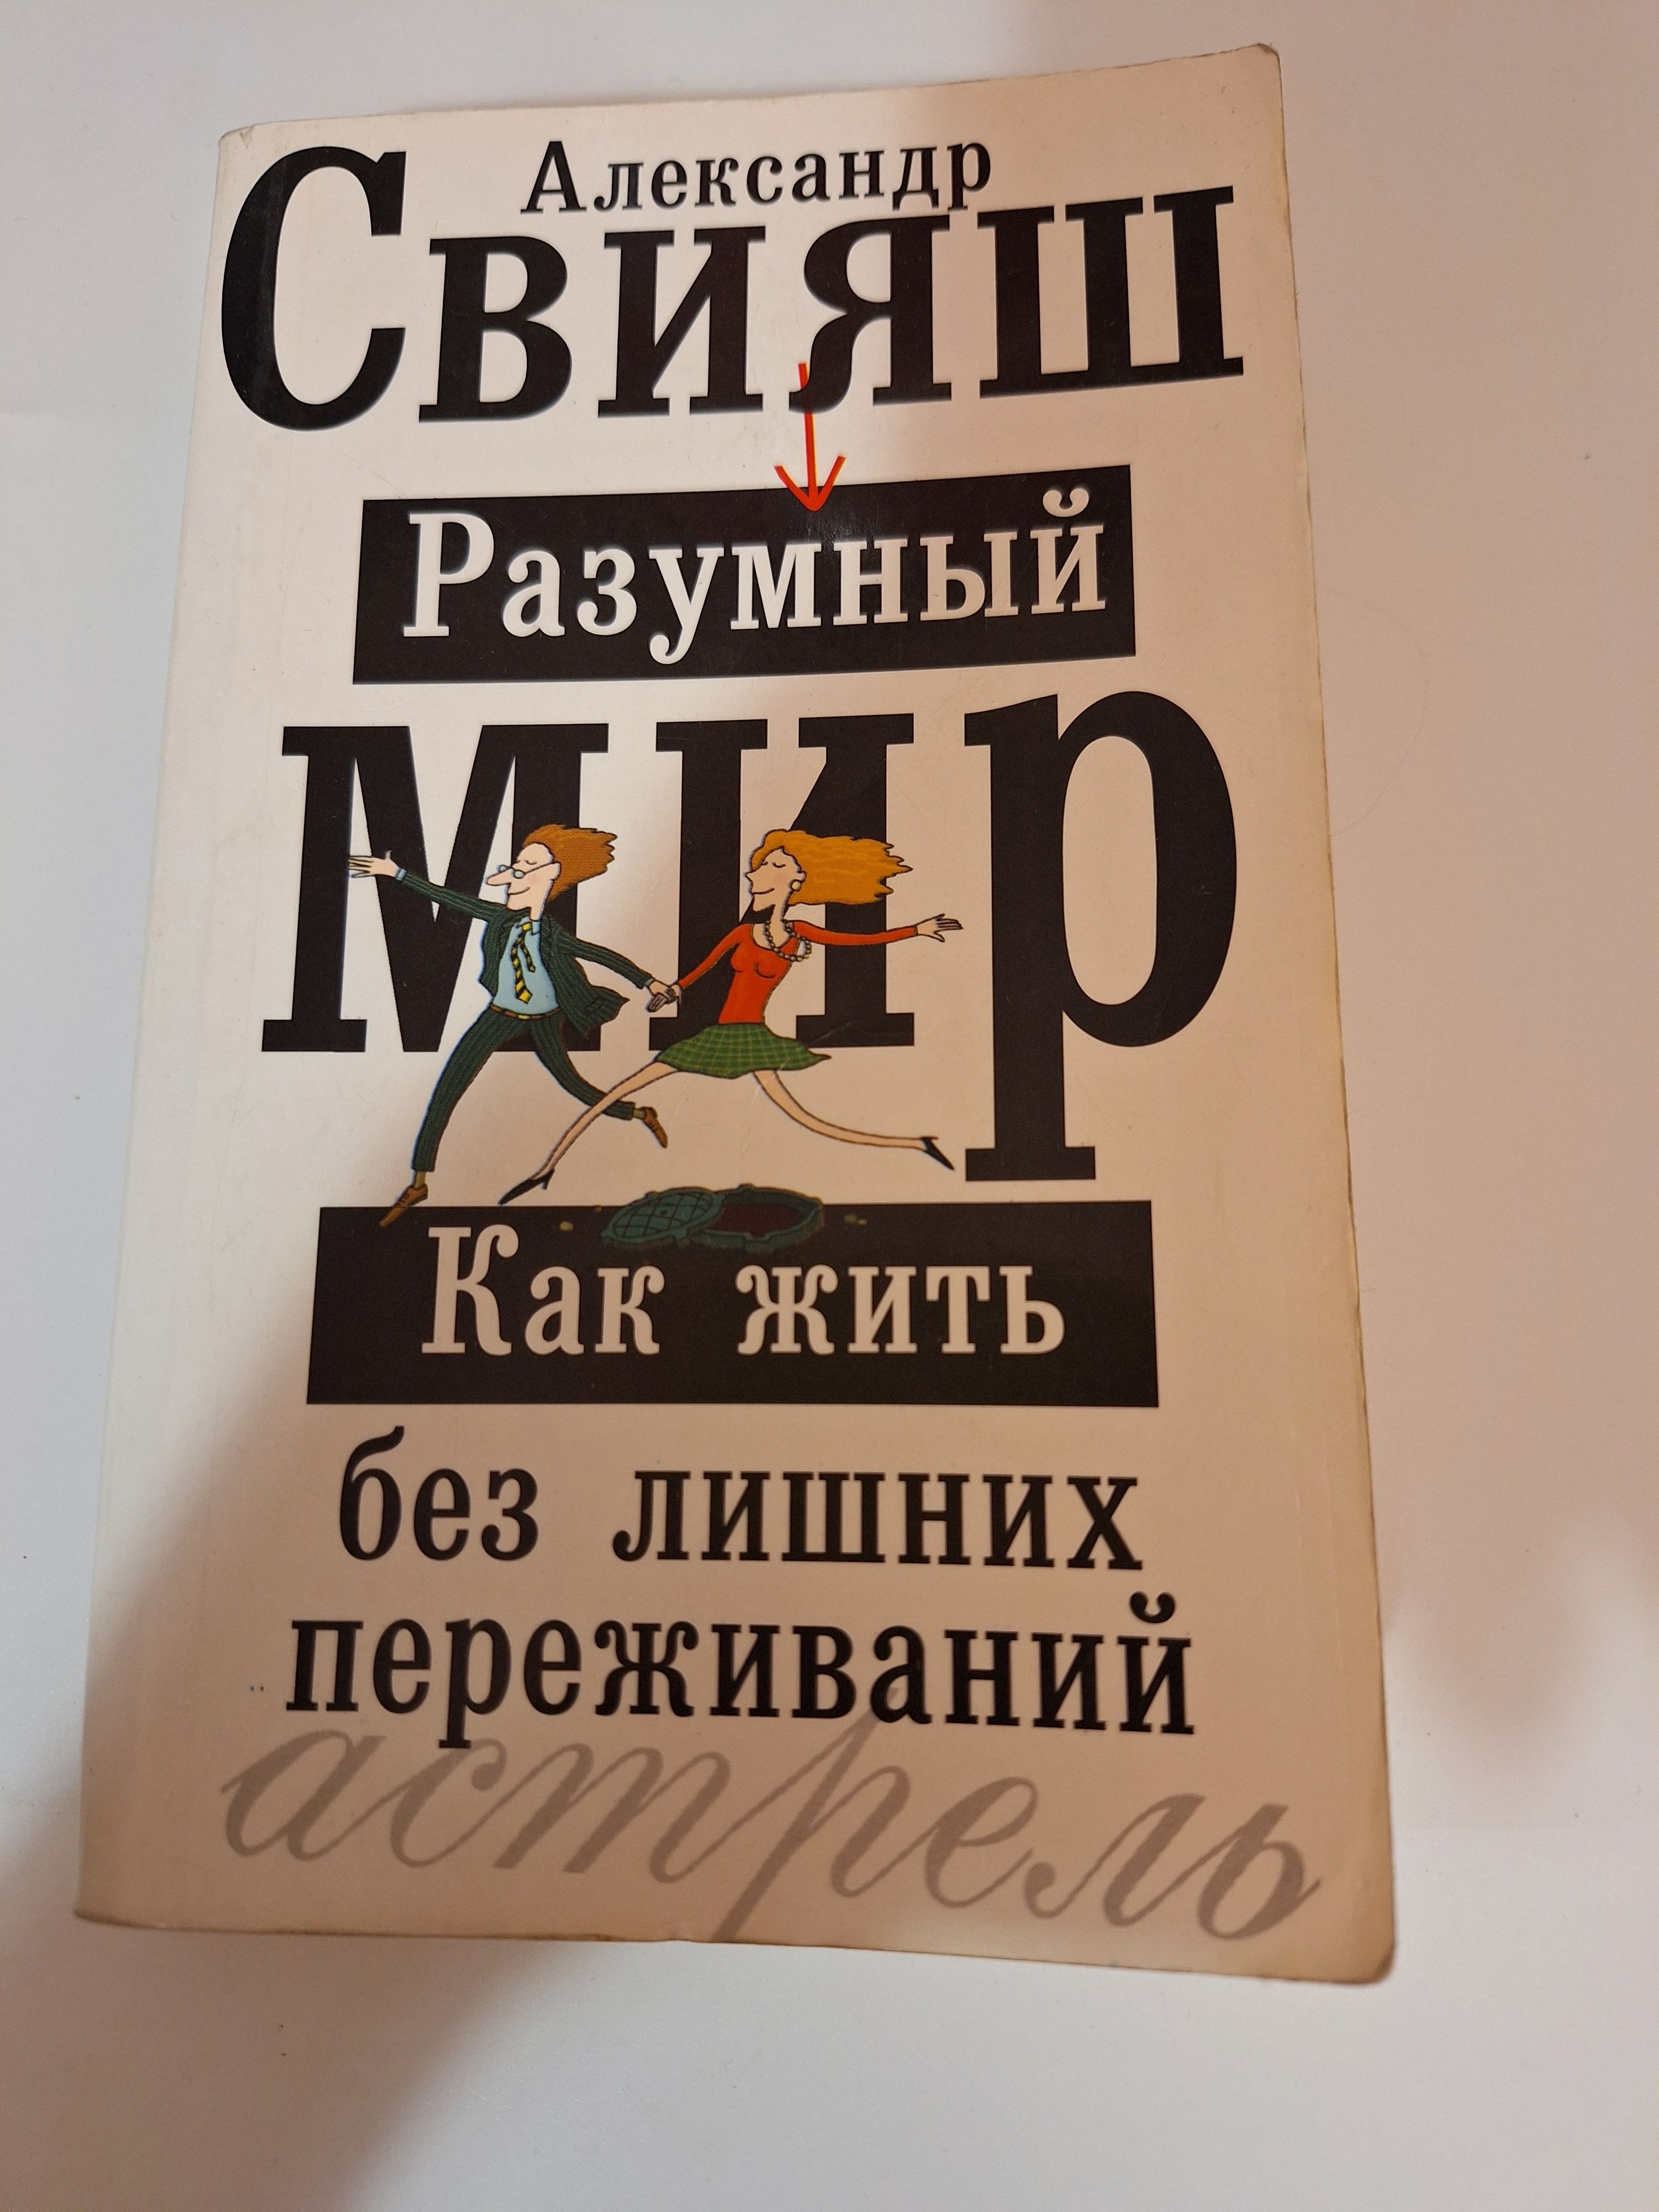 Александр
Свияш
Разумный
мир
Как жить
без лишних
переживаний
астрель